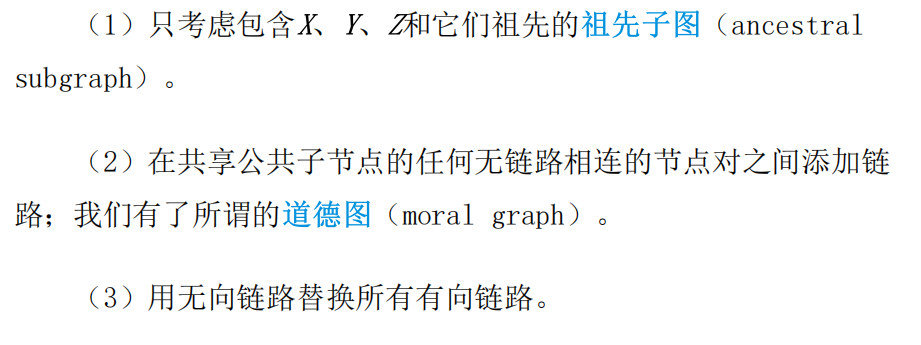 （1）只考虑包含X、Y、Z和它们祖先的祖先子图（ancestral
subgraph）。
（2）在共享公共子节点的任何无链路相连的节点对之间添加链
路；我们有了所谓的道德图（moral graph）。
（3）用无向链路替换所有有向链路。